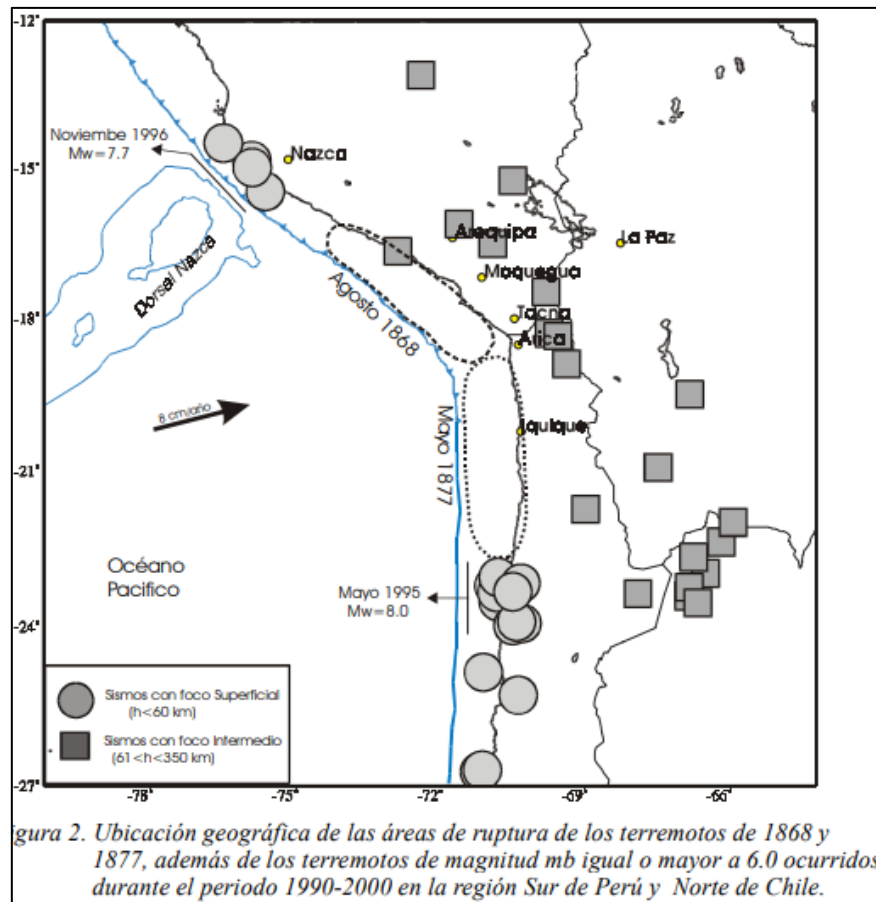 -12°
Noviembre 1996
Mw=7.7
-15°
Nazca
Dorsal Nazca
Arequipa
La Paz
Moquegua
Agosto 1868
-18°
Tacna
Arica
8 cm/año
Iquique
Mayo 1877
-21°
Océano
Pacifico
Mayo 1995
Mw=8.0
-24°
Sismos con foco Superficial
(h<60 km)
Sismos con foco Intermedio
(61<h<350 km)
-27°
-78° -75° -72° -69° -66°
igura 2. Ubicación geográfica de las áreas de ruptura de los terremotos de 1868 y
1877, además de los terremotos de magnitud mb igual o mayor a 6.0 ocurridos
durante el periodo 1990-2000 en la región Sur de Perú y Norte de Chile.